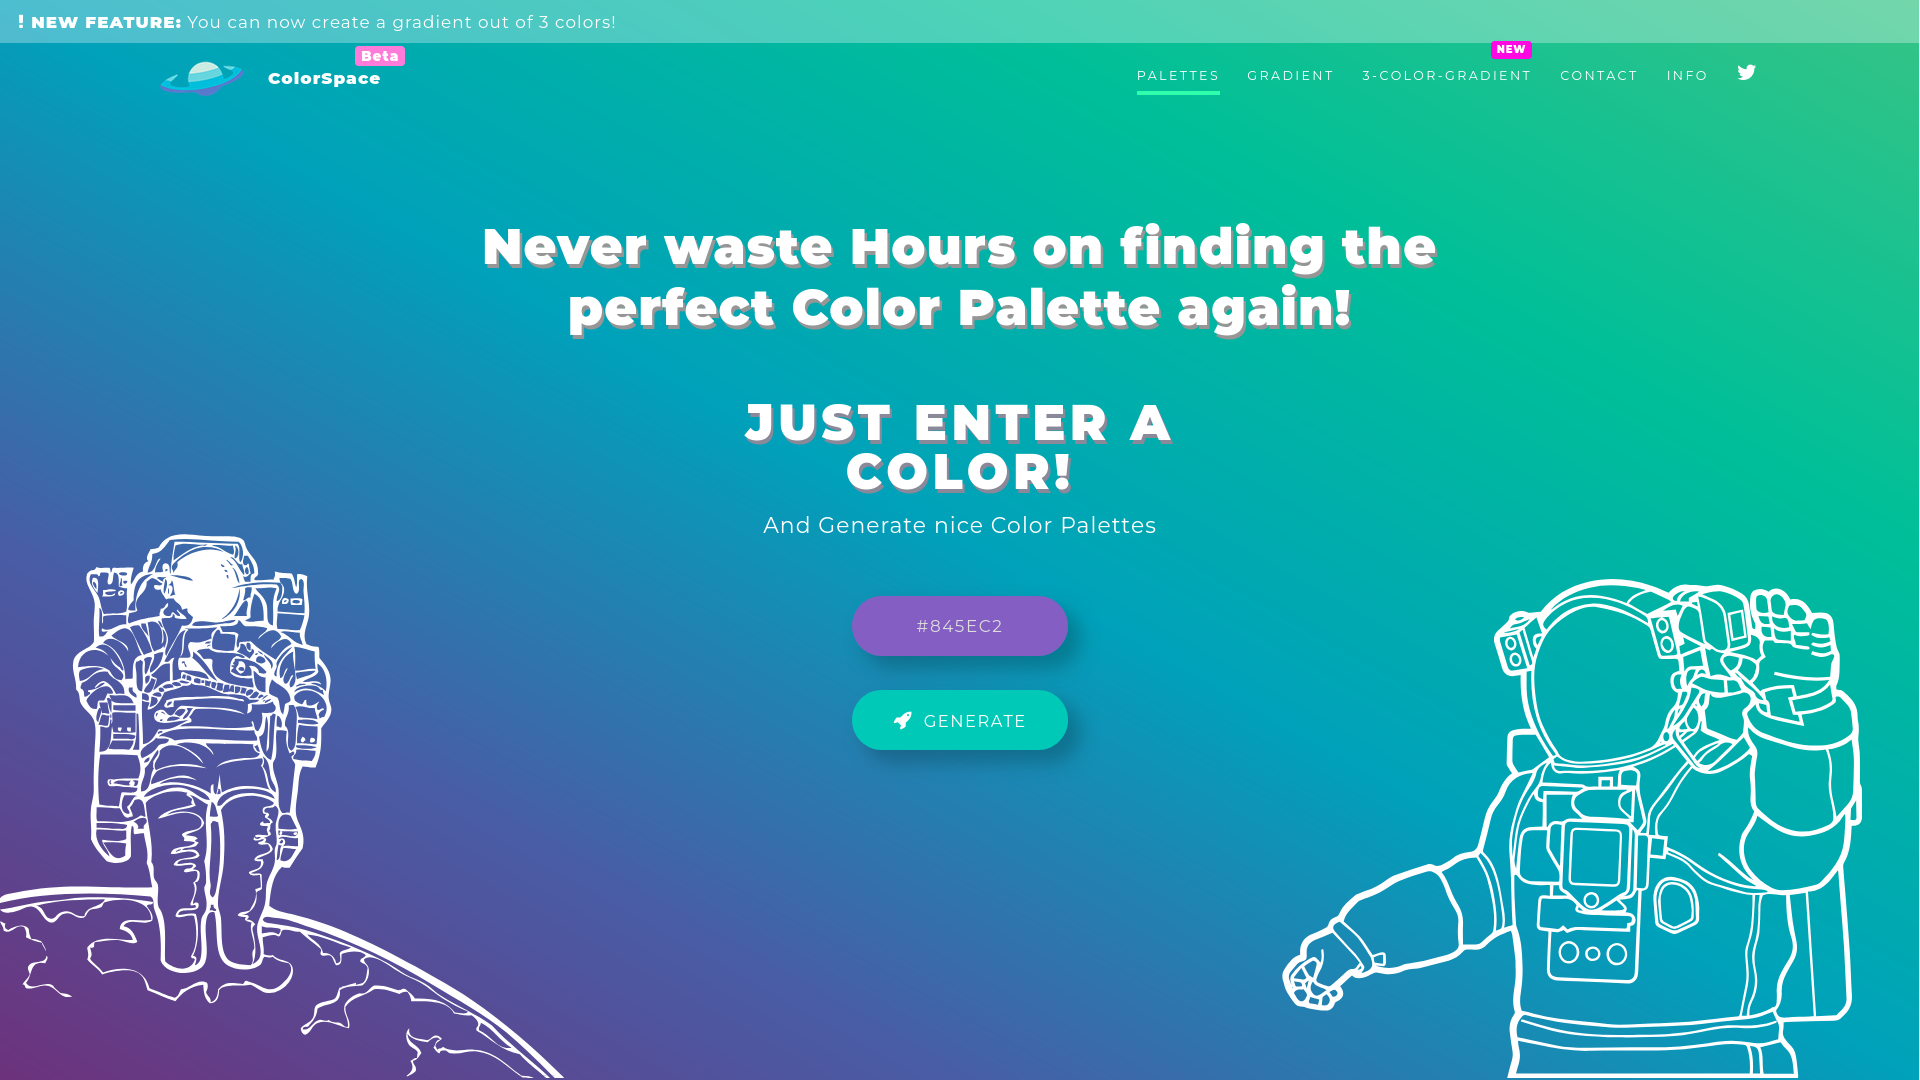 ! NEW FEATURE: You can now create a gradient out of 3 colors!
Beta
ColorSpace
NEW
PALETTES GRADIENT 3-COLOR-GRADIENT CONTACT INFO
Never waste Hours on finding the
perfect Color Palette again!
JUST ENTER A
COLOR!
And Generate nice Color Palettes
#845EC2
GENERATE